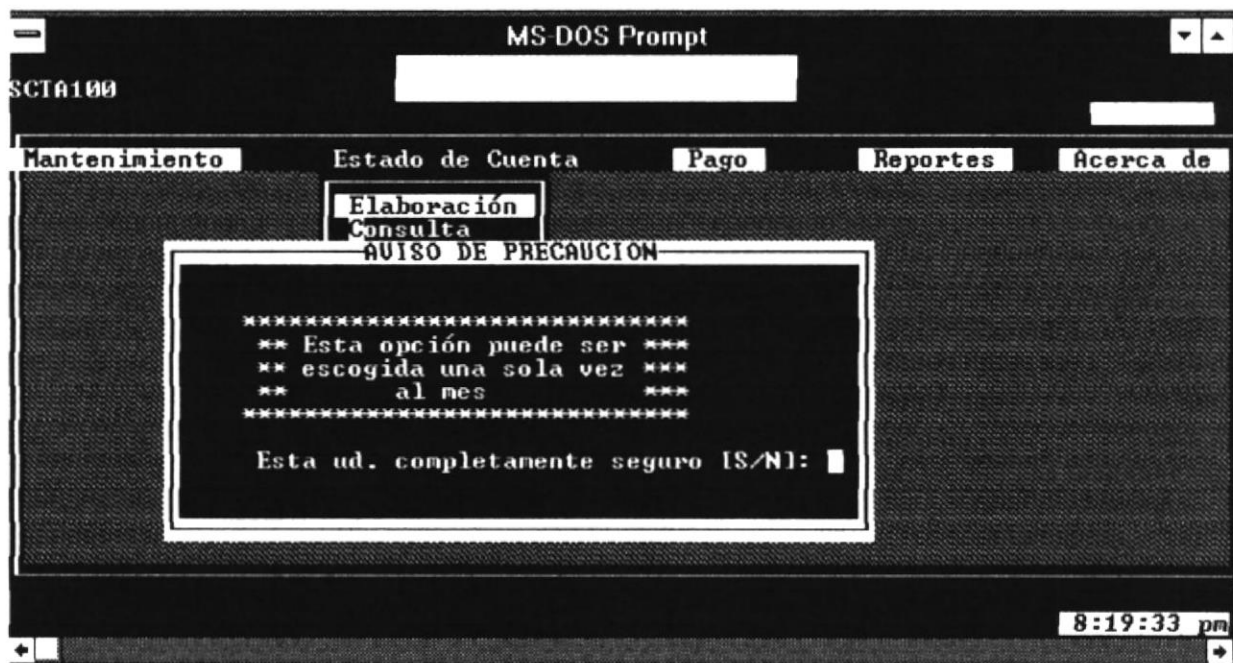 MS-DOS Prompt
SCTA100
Mantenimiento Estado de Cuenta Pago Reportes Acerca de
Elaboración
Consulta
AVISO DE PRECAUCION
*****************************
** Esta opción puede ser ***
** escogida una sola vez ***
** al mes ***
*****************************
Esta ud. completamente seguro [S/N]:
8:19:33 pm